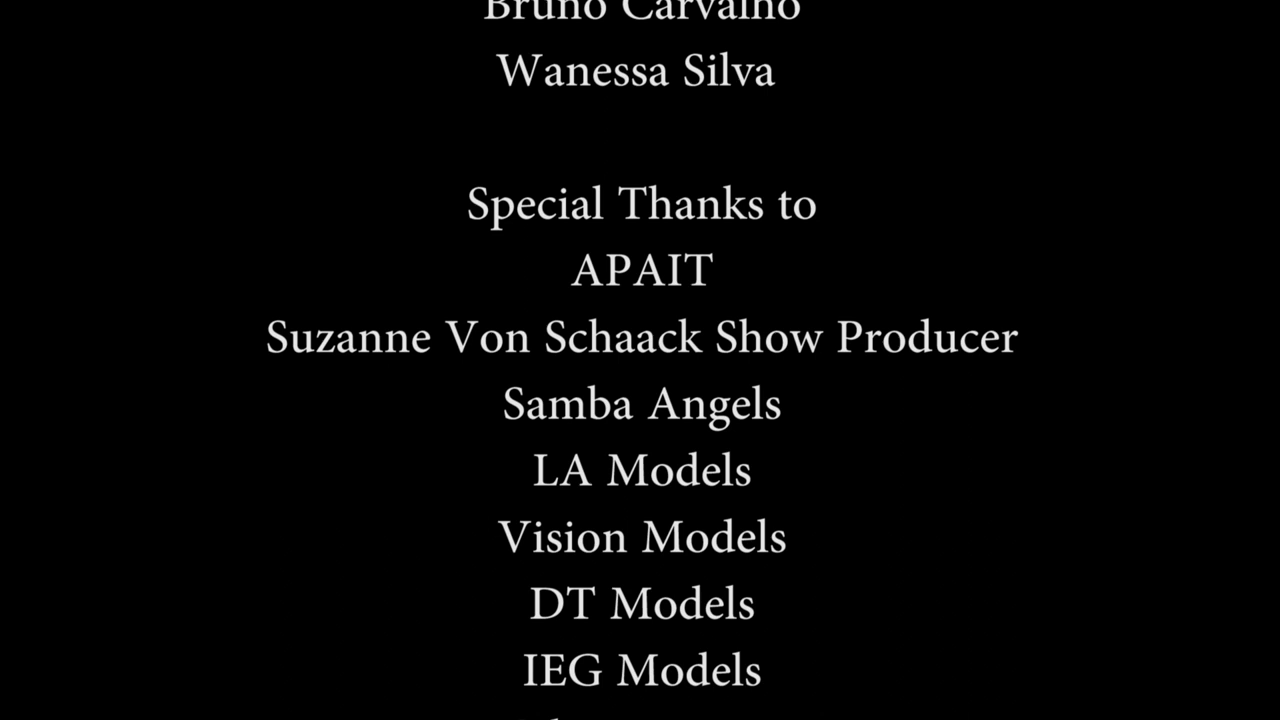 Bruno Carvalho
Wanessa Silva
Special Thanks to
APAIT
Suzanne Von Schaack Show Producer
Samba Angels
LA Models
Vision Models
DT Models
IEG Models